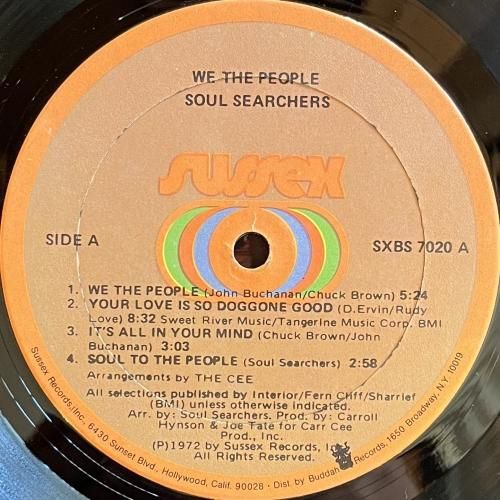 WE THE PEOPLE
SOUL SEARCHERS
sussex
SIDE A
SXBS 7020 A
1. WE THE PEOPLE (John Buchanan/Chuck Brown) 5:24
2. YOUR LOVE IS SO DOGGONE GOOD (D.Ervin/Rudy
Love) 8:32 Sweet River Music/Tangerine Music Corp. BMI
3. IT'S ALL IN YOUR MIND (Chuck Brown/John
Buchanan) 3:03
4. SOUL TO THE PEOPLE (Soul Searchers) 2:58
Arrangements by THE CEE
All selections published by Interior/Fern Cliff/Sharrief
(BMI) unless otherwise indicated.
Arr. by: Soul Searchers. Prod. by: Carroll
Hynson & Joe Tate for Carr Cee
Prod., Inc.
(P)1972 by Sussex Records, Inc.
All Rights Reserved.
Sussex Records, Inc. 6430 Sunset Blvd., Hollywood, Calif. 90028 · Dist. by Buddah Records, 1650 Broadway, N.Y. 10019